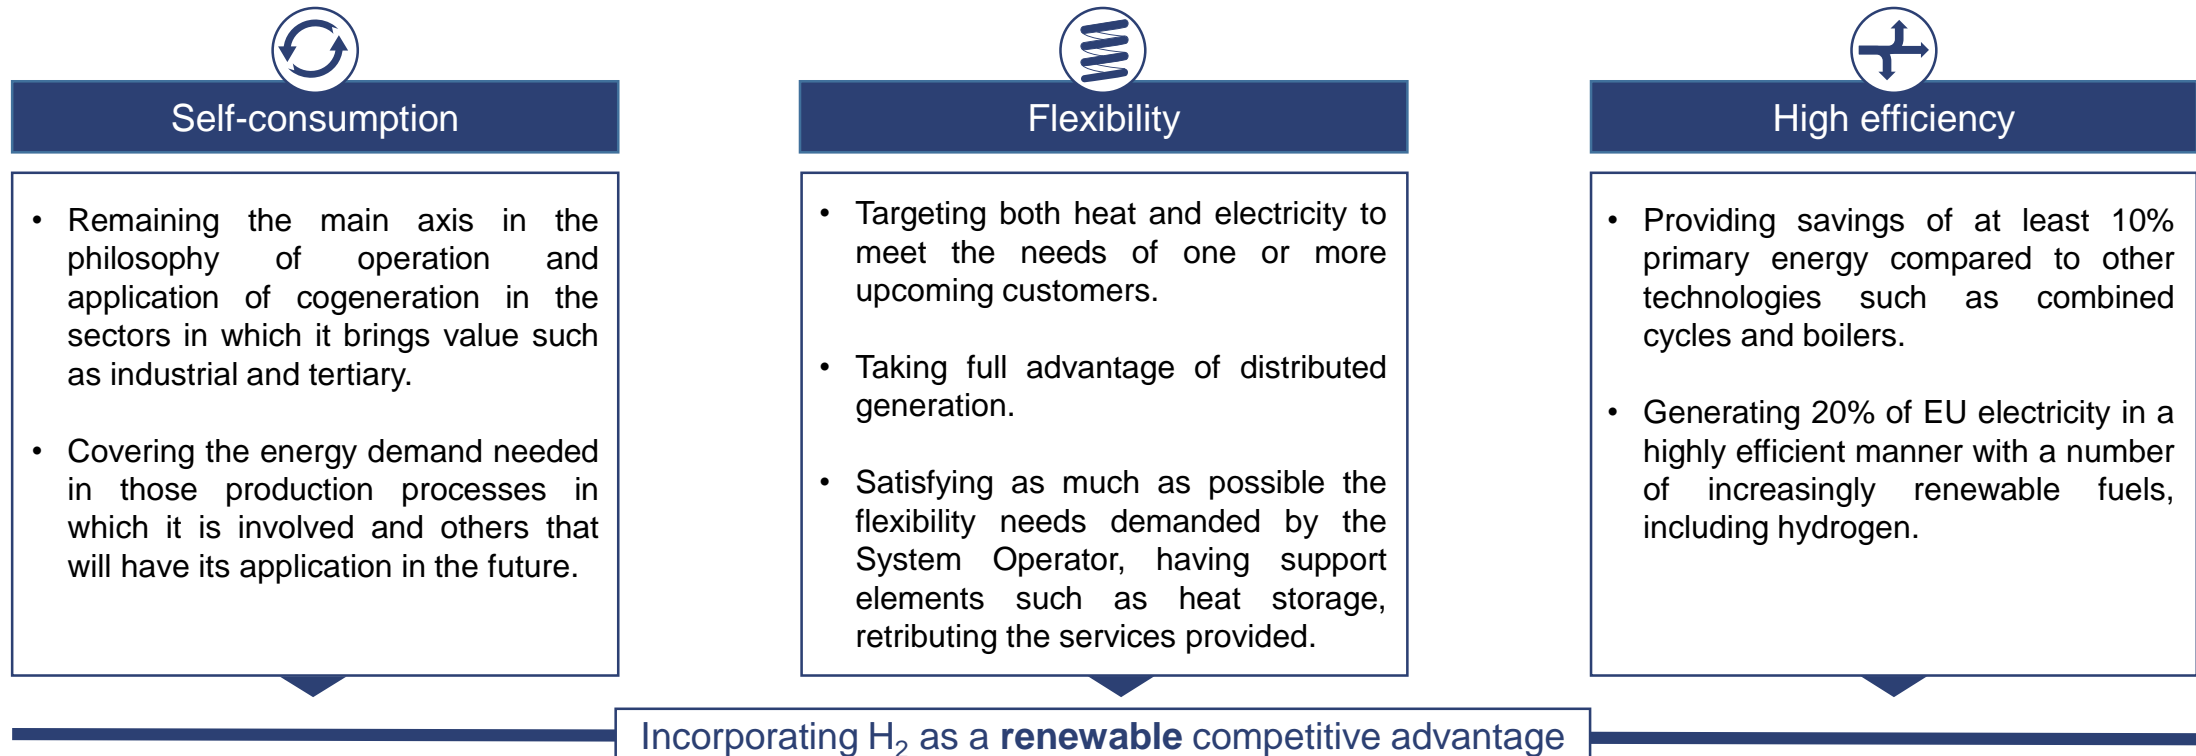 Self-consumption
• Remaining the main axis in the
philosophy of operation and
application of cogeneration in the
sectors in which it brings value such
as industrial and tertiary.
• Covering the energy demand needed
in those production processes in
which it is involved and others that
will have its application in the future.
Flexibility
• Targeting both heat and electricity to
meet the needs of one or more
upcoming customers.
• Taking full advantage of distributed
generation.
• Satisfying as much as possible the
flexibility needs demanded by the
System Operator, having support
elements such as heat storage,
retributing the services provided.
High efficiency
• Providing savings of at least 10%
primary energy compared to other
technologies such as combined
cycles and boilers.
• Generating 20% of EU electricity in a
highly efficient manner with a number
of increasingly renewable fuels,
including hydrogen.
Incorporating H₂ as a renewable competitive advantage